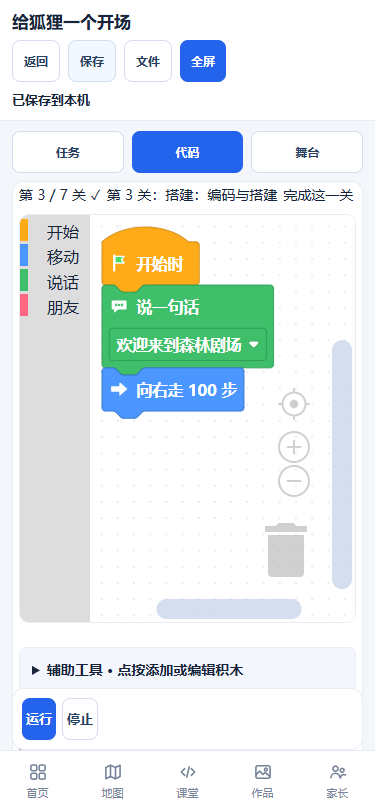 给狐狸一个开场
返回 保存 文件 全屏
已保存到本机
任务 代码 舞台
第 3 / 7 关 ✓ 第 3 关：搭建：编码与搭建 完成这一关
开始
移动
说话
朋友
开始时
说一句话
欢迎来到森林剧场
向右走 100 步
辅助工具 • 点按添加或编辑积木
运行 停止
首页 地图 课堂 作品 家长